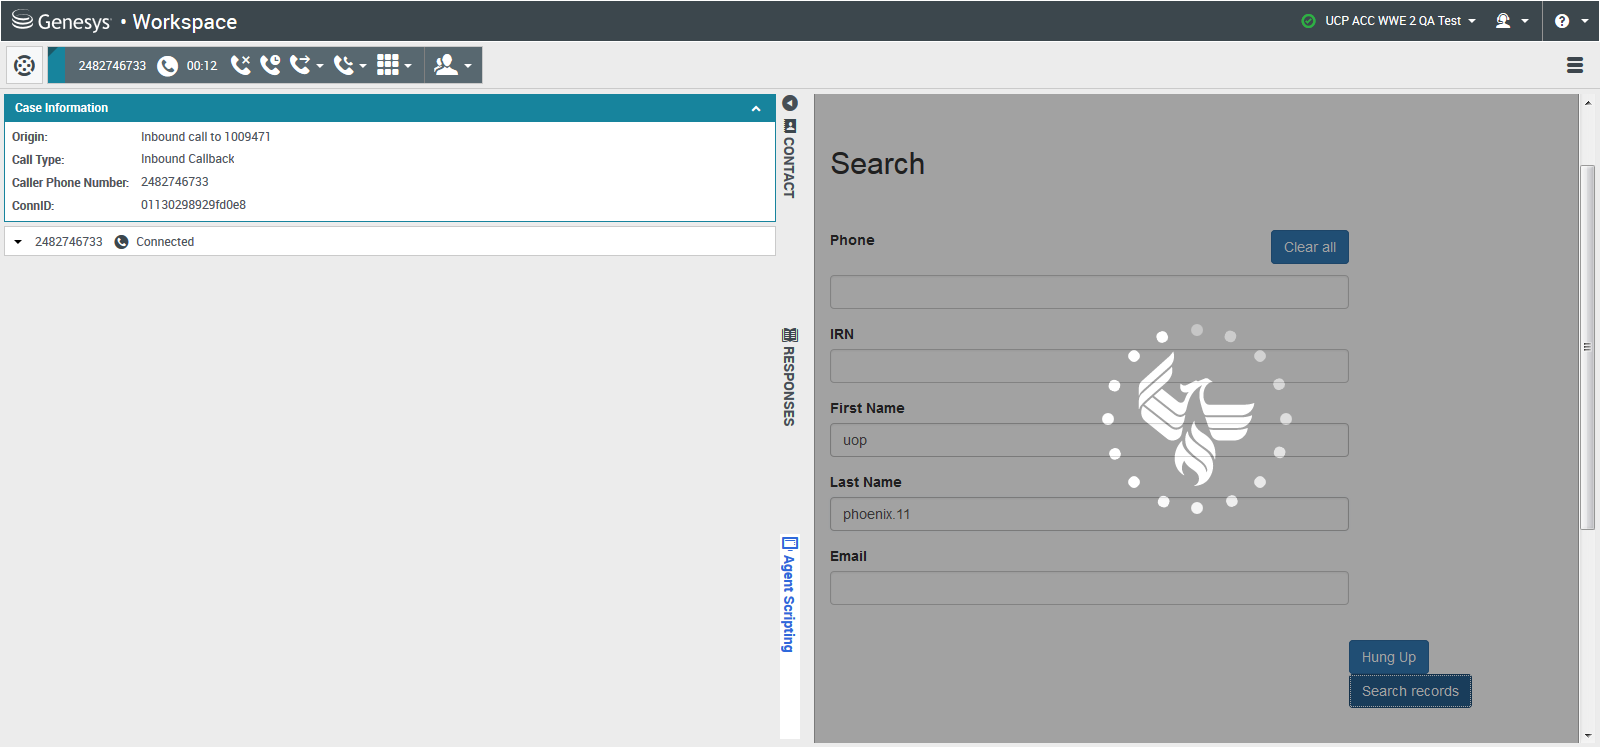 Genesys • Workspace
UCP ACC WWE 2 QA Test
2482746733 00:12
Case Information
Origin: Inbound call to 1009471
Call Type: Inbound Callback
Caller Phone Number: 2482746733
ConnID: 01130298929fd0e8
2482746733 Connected
CONTACT
RESPONSES
Agent Scripting
Search
Phone
Clear all
IRN
First Name
uop
Last Name
phoenix.11
Email
Hung Up
Search records